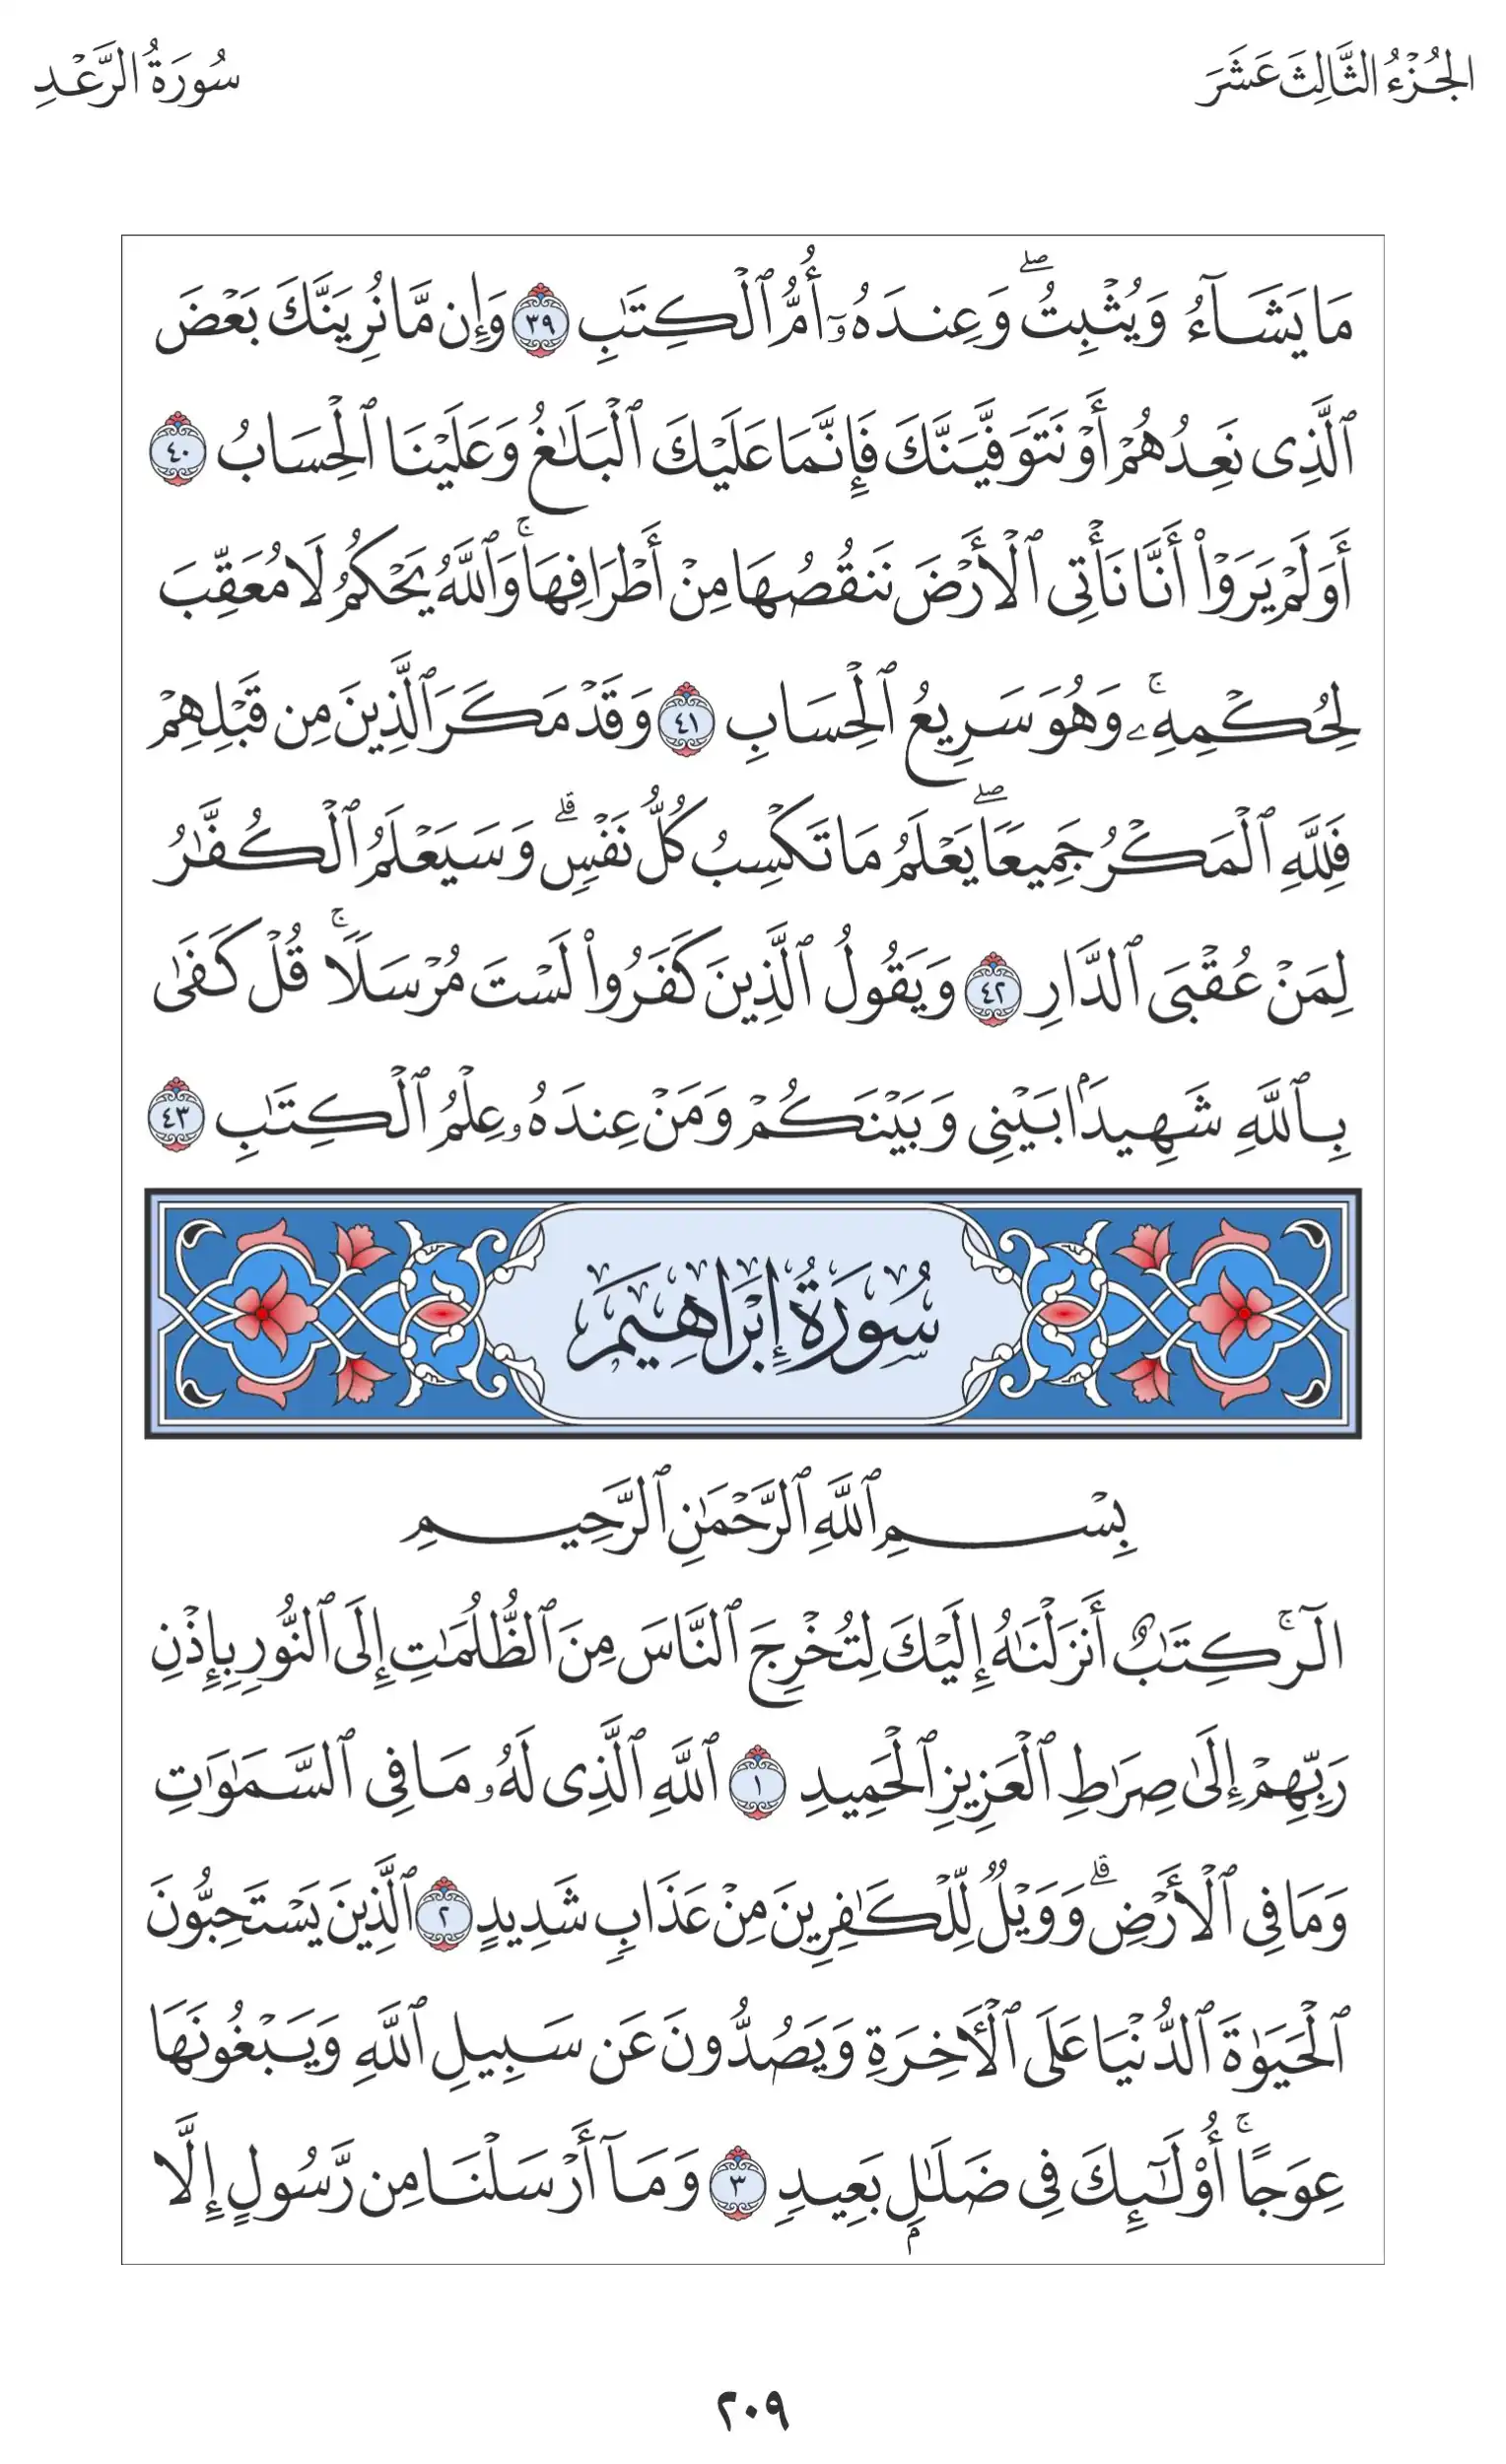 الجُزْءُ الثَّالِثَ عَشَرَ
سُورَةُ الرَّعْدِ
مَا يَشَآءُ وَيُثْبِتُۖ وَعِندَهُۥٓ أُمُّ ٱلْكِتَٰبِ ٣٩ وَإِن مَّا نُرِيَنَّكَ بَعْضَ
ٱلَّذِى نَعِدُهُمْ أَوْ نَتَوَفَّيَنَّكَ فَإِنَّمَا عَلَيْكَ ٱلْبَلَٰغُ وَعَلَيْنَا ٱلْحِسَابُ ٤٠
أَوَلَمْ يَرَوْا۟ أَنَّا نَأْتِى ٱلْأَرْضَ نَنقُصُهَا مِنْ أَطْرَافِهَاۚ وَٱللَّهُ يَحْكُمُ لَا مُعَقِّبَ
لِحُكْمِهِۦۚ وَهُوَ سَرِيعُ ٱلْحِسَابِ ٤١ وَقَدْ مَكَرَ ٱلَّذِينَ مِن قَبْلِهِمْ
فَلِلَّهِ ٱلْمَكْرُ جَمِيعًاۖ يَعْلَمُ مَا تَكْسِبُ كُلُّ نَفْسٍۗ وَسَيَعْلَمُ ٱلْكُفَّٰرُ
لِمَنْ عُقْبَى ٱلدَّارِ ٤٢ وَيَقُولُ ٱلَّذِينَ كَفَرُوا۟ لَسْتَ مُرْسَلًاۚ قُلْ كَفَىٰ
بِٱللَّهِ شَهِيدًۢا بَيْنِى وَبَيْنَكُمْ وَمَنْ عِندَهُۥ عِلْمُ ٱلْكِتَٰبِ ٤٣
سُورَةُ إِبْرَاهِيمَ
بِسْمِ ٱللَّهِ ٱلرَّحْمَٰنِ ٱلرَّحِيمِ
الٓرۚ كِتَٰبٌ أَنزَلْنَٰهُ إِلَيْكَ لِتُخْرِجَ ٱلنَّاسَ مِنَ ٱلظُّلُمَٰتِ إِلَى ٱلنُّورِ بِإِذْنِ
رَبِّهِمْ إِلَىٰ صِرَٰطِ ٱلْعَزِيزِ ٱلْحَمِيدِ ١ ٱللَّهِ ٱلَّذِى لَهُۥ مَا فِى ٱلسَّمَٰوَٰتِ
وَمَا فِى ٱلْأَرْضِۗ وَوَيْلٌ لِّلْكَٰفِرِينَ مِنْ عَذَابٍ شَدِيدٍ ٢ ٱلَّذِينَ يَسْتَحِبُّونَ
ٱلْحَيَوٰةَ ٱلدُّنْيَا عَلَى ٱلْءَاخِرَةِ وَيَصُدُّونَ عَن سَبِيلِ ٱللَّهِ وَيَبْغُونَهَا
عِوَجًاۚ أُو۟لَٰٓئِكَ فِى ضَلَٰلٍۭ بَعِيدٍ ٣ وَمَآ أَرْسَلْنَا مِن رَّسُولٍ إِلَّا
٢٠٩